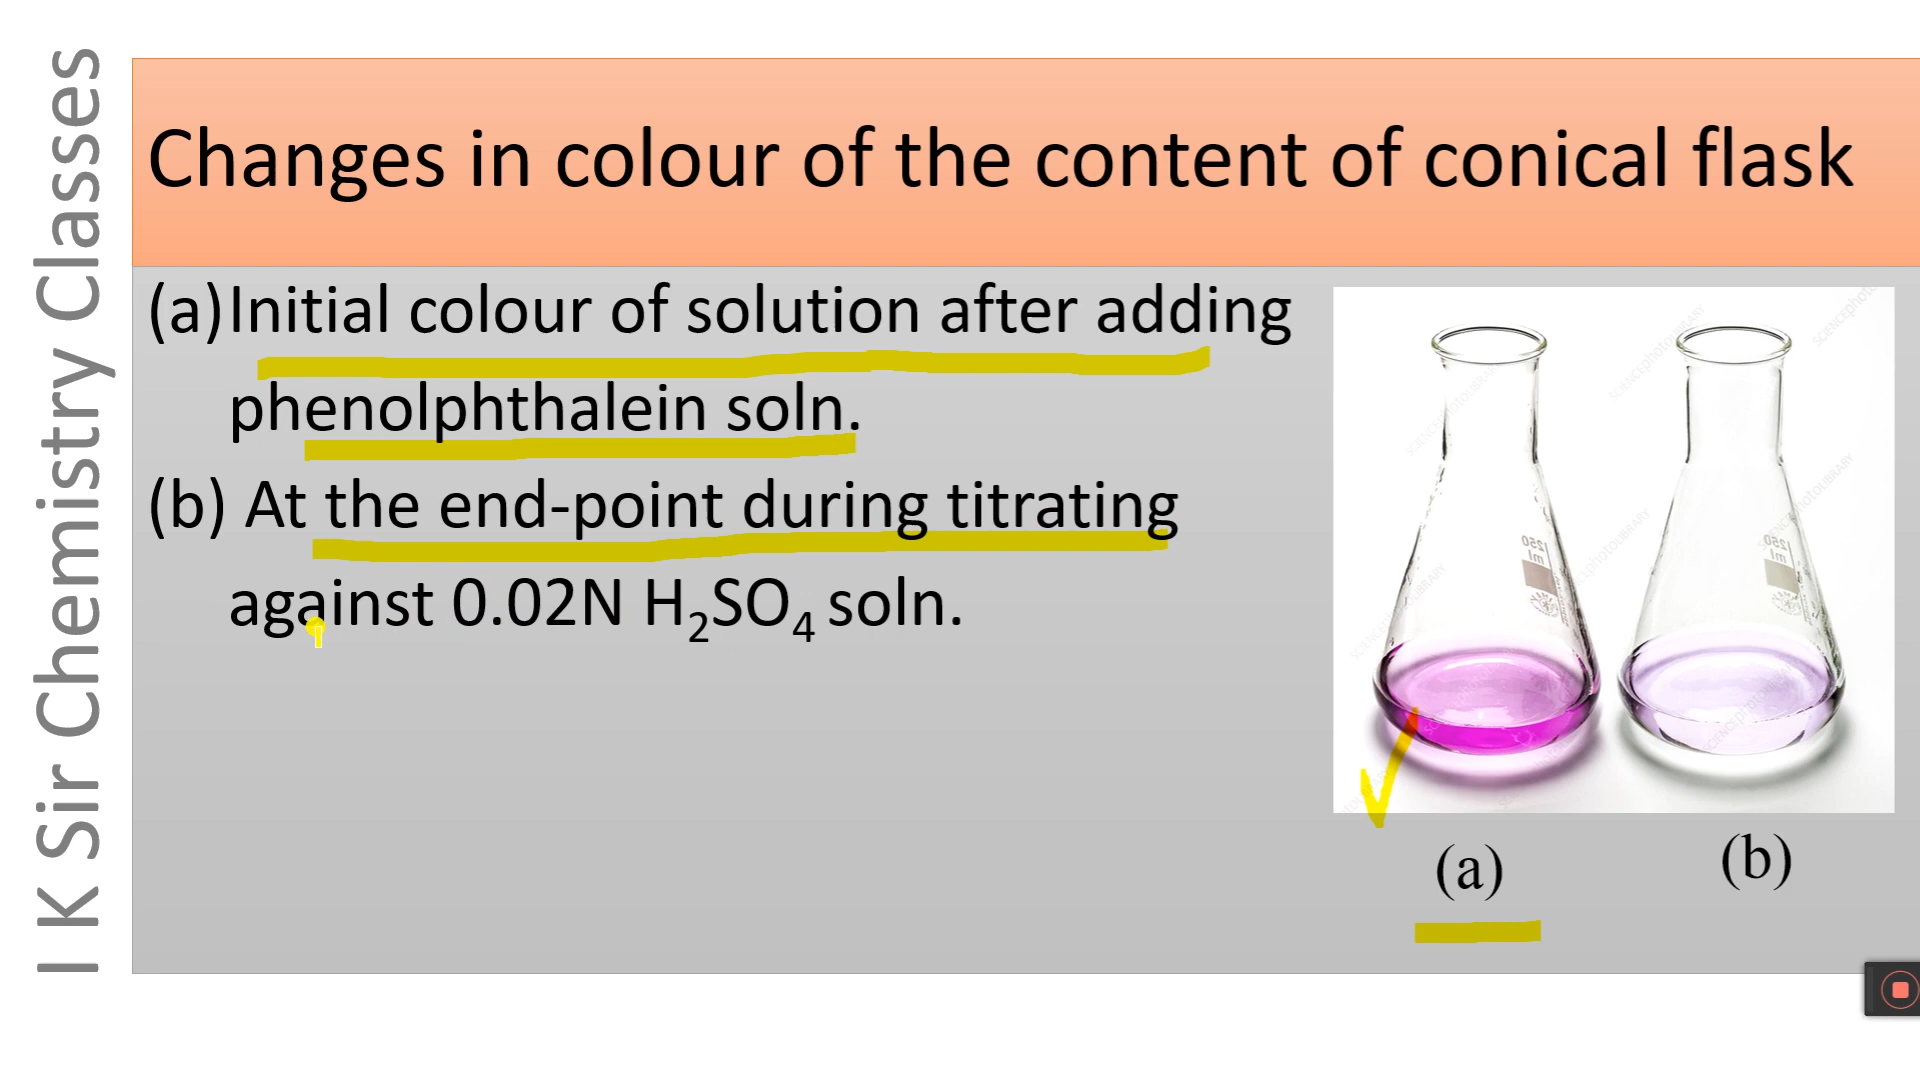 I K Sir Chemistry Classes
Changes in colour of the content of conical flask
(a) Initial colour of solution after adding
phenolphthalein soln.
(b) At the end-point during titrating
against 0.02N H₂SO₄ soln.
250
ml
250
ml
(a)
(b)